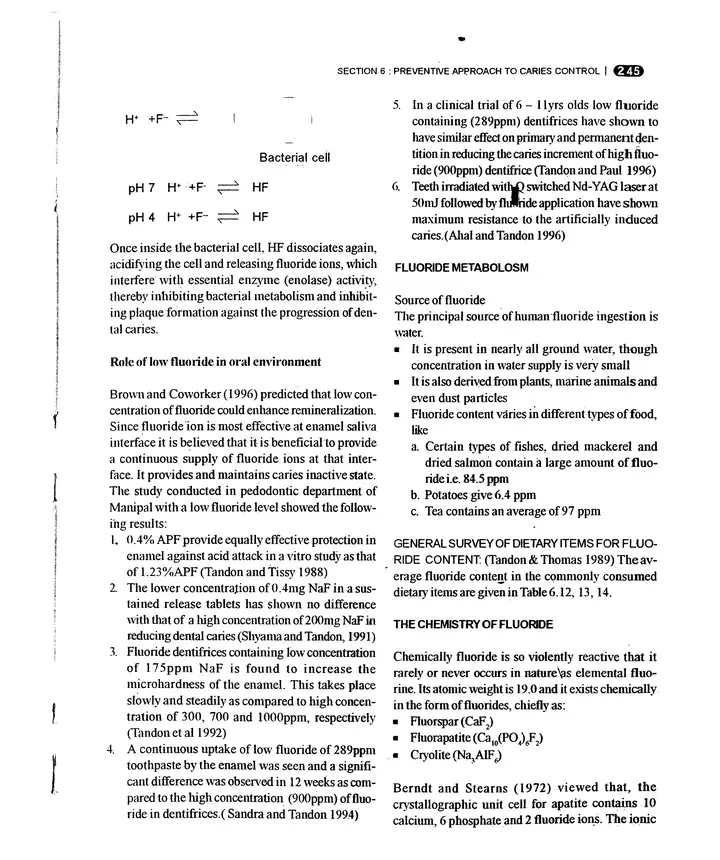 SECTION 6 : PREVENTIVE APPROACH TO CARIES CONTROL | 245
H⁺ +F⁻ ⇌
Bacterial cell
pH 7 H⁺ +F⁻ ⇌ HF
pH 4 H⁺ +F⁻ ⇌ HF
Once inside the bacterial cell, HF dissociates again,
acidifying the cell and releasing fluoride ions, which
interfere with essential enzyme (enolase) activity,
thereby inhibiting bacterial metabolism and inhibit-
ing plaque formation against the progression of den-
tal caries.
Role of low fluoride in oral environment
Brown and Coworker (1996) predicted that low con-
centration of fluoride could enhance remineralization.
Since fluoride ion is most effective at enamel saliva
interface it is believed that it is beneficial to provide
a continuous supply of fluoride ions at that inter-
face. It provides and maintains caries inactive state.
The study conducted in pedodontic department of
Manipal with a low fluoride level showed the follow-
ing results:
1. 0.4% APF provide equally effective protection in
enamel against acid attack in a vitro study as that
of 1.23%APF (Tandon and Tissy 1988)
2. The lower concentration of 0.4mg NaF in a sus-
tained release tablets has shown no difference
with that of a high concentration of 200mg NaF in
reducing dental caries (Shyama and Tandon, 1991)
3. Fluoride dentifrices containing low concentration
of 175ppm NaF is found to increase the
microhardness of the enamel. This takes place
slowly and steadily as compared to high concen-
tration of 300, 700 and 1000ppm, respectively
(Tandon et al 1992)
4. A continuous uptake of low fluoride of 289ppm
toothpaste by the enamel was seen and a signifi-
cant difference was observed in 12 weeks as com-
pared to the high concentration (900ppm) of fluo-
ride in dentifrices.( Sandra and Tandon 1994)
5. In a clinical trial of 6 – 11yrs olds low fluoride
containing (289ppm) dentifrices have shown to
have similar effect on primary and permanent den-
tition in reducing the caries increment of high fluo-
ride (900ppm) dentifrice (Tandon and Paul 1996)
6. Teeth irradiated with Q switched Nd-YAG laser at
50mJ followed by fluoride application have shown
maximum resistance to the artificially induced
caries.(Ahal and Tandon 1996)
FLUORIDE METABOLOSM
Source of fluoride
The principal source of human fluoride ingestion is
water.
▪ It is present in nearly all ground water, though
concentration in water supply is very small
▪ It is also derived from plants, marine animals and
even dust particles
▪ Fluoride content varies in different types of food,
like
a. Certain types of fishes, dried mackerel and
dried salmon contain a large amount of fluo-
ride i.e. 84.5 ppm
b. Potatoes give 6.4 ppm
c. Tea contains an average of 97 ppm
GENERAL SURVEY OF DIETARY ITEMS FOR FLUO-
RIDE CONTENT: (Tandon & Thomas 1989) The av-
erage fluoride content in the commonly consumed
dietary items are given in Table 6.12, 13, 14.
THE CHEMISTRY OF FLUORIDE
Chemically fluoride is so violently reactive that it
rarely or never occurs in nature as elemental fluo-
rine. Its atomic weight is 19.0 and it exists chemically
in the form of fluorides, chiefly as:
▪ Fluorspar (CaF₂)
▪ Fluorapatite (Ca₁₀(PO₄)₆F₂)
▪ Cryolite (Na₃AlF₆)
Berndt and Stearns (1972) viewed that, the
crystallographic unit cell for apatite contains 10
calcium, 6 phosphate and 2 fluoride ions. The ionic